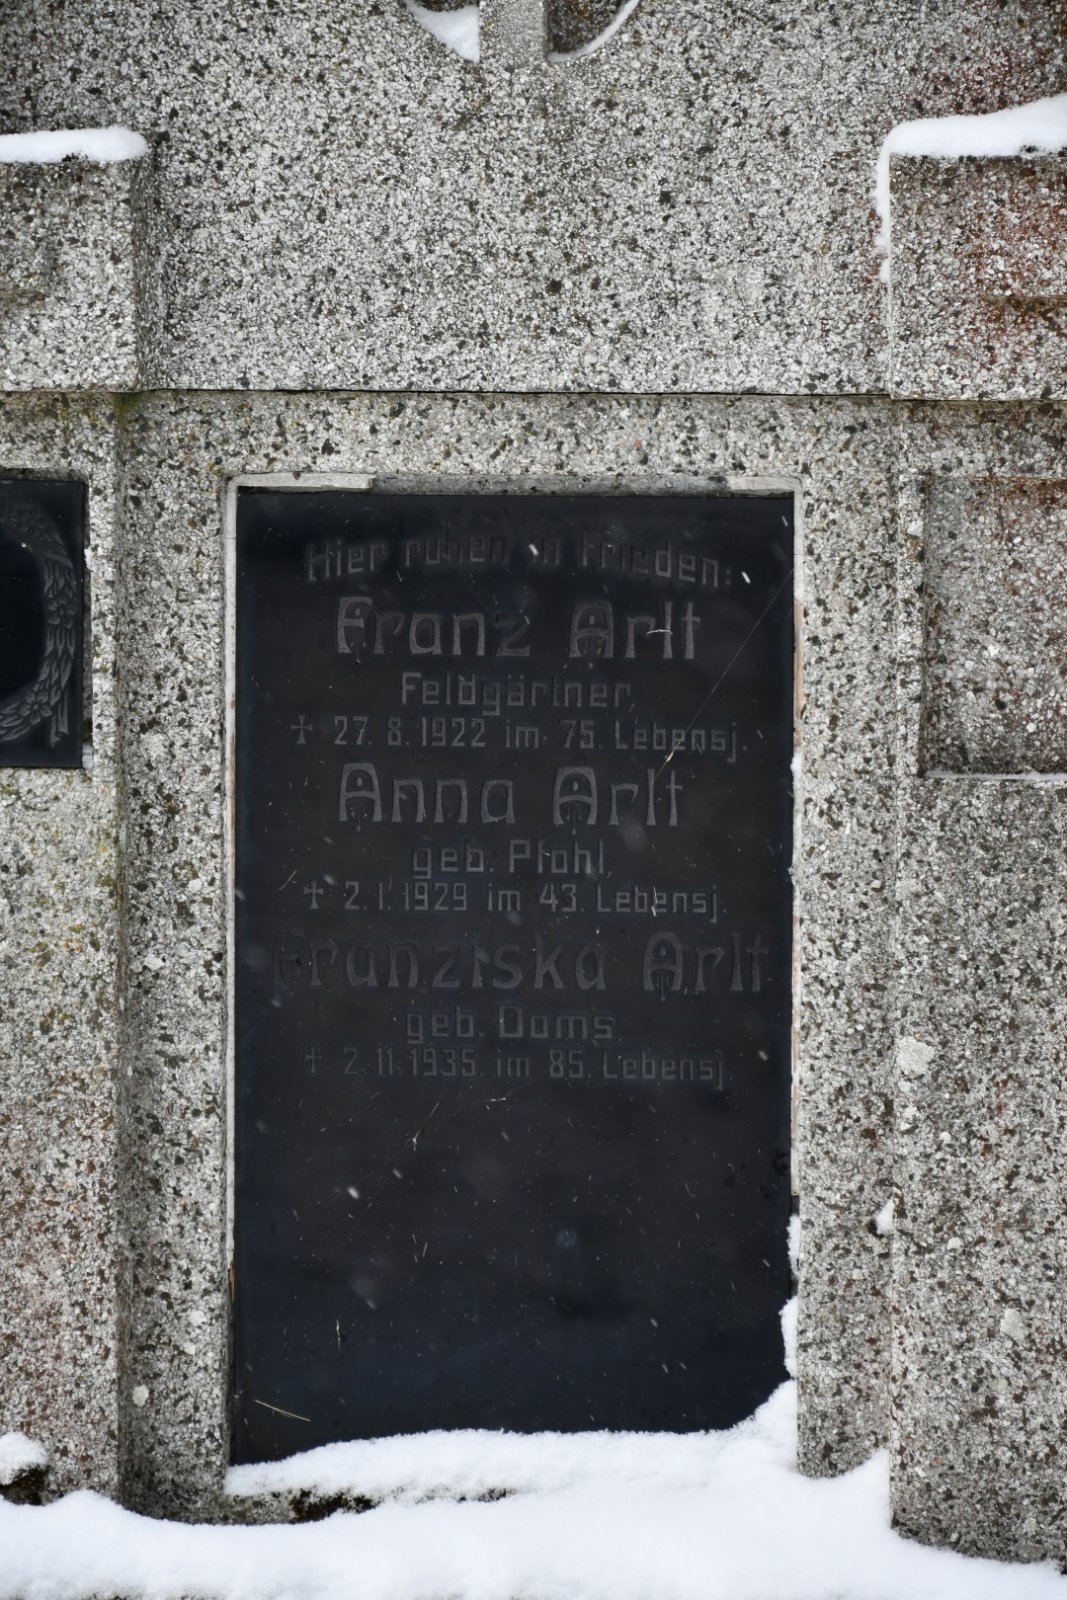 Hier ruhen in Frieden:
Franz Arlt
Feldgärtner,
✝ 27. 8. 1922 im 75. Lebensj.
Anna Arlt
geb. Pfohl,
✝ 2. 1. 1929 im 43. Lebensj.
Franziska Arlt
geb. Doms,
✝ 2. 11. 1935 im 85. Lebensj.